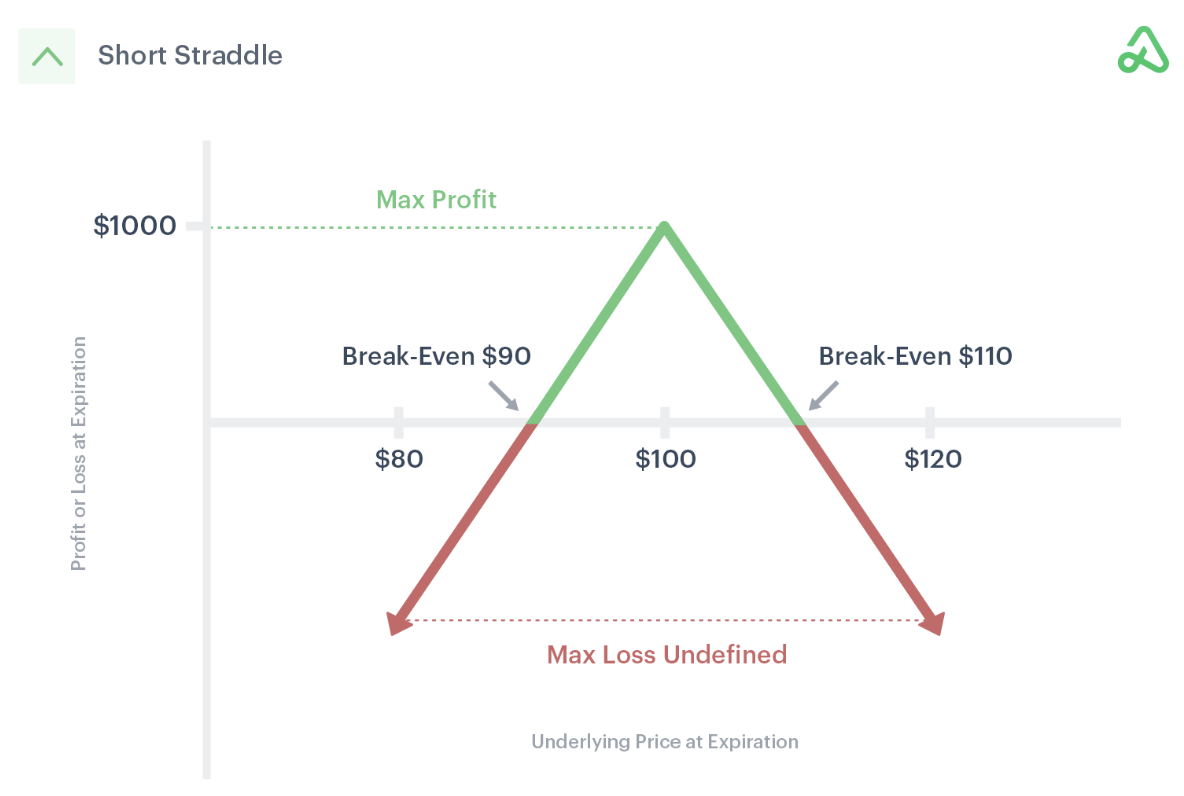 Short Straddle
Max Profit
$1000
Break-Even $90
Break-Even $110
$80
$100
$120
Profit or Loss at Expiration
Max Loss Undefined
Underlying Price at Expiration